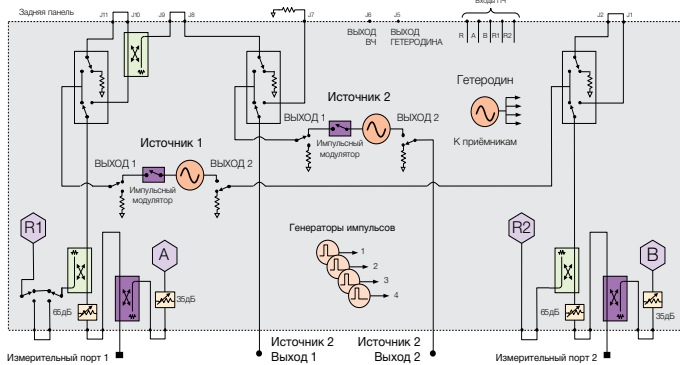 Входы ПЧ
Задняя панель
J11 J10 J9 J8 J7 J6 J5 J2 J1
ВЫХОД ВЧ
ВЫХОД ГЕТЕРОДИНА
R A B R1 R2
Гетеродин
К приёмникам
Источник 2
ВЫХОД 1
ВЫХОД 2
Импульсный
модулятор
Источник 1
ВЫХОД 1
ВЫХОД 2
Импульсный
модулятор
Генераторы импульсов
1
2
3
4
R1
A
R2
B
65дБ
35дБ
65дБ
35дБ
Измерительный порт 1
Источник 2
Выход 1
Источник 2
Выход 2
Измерительный порт 2